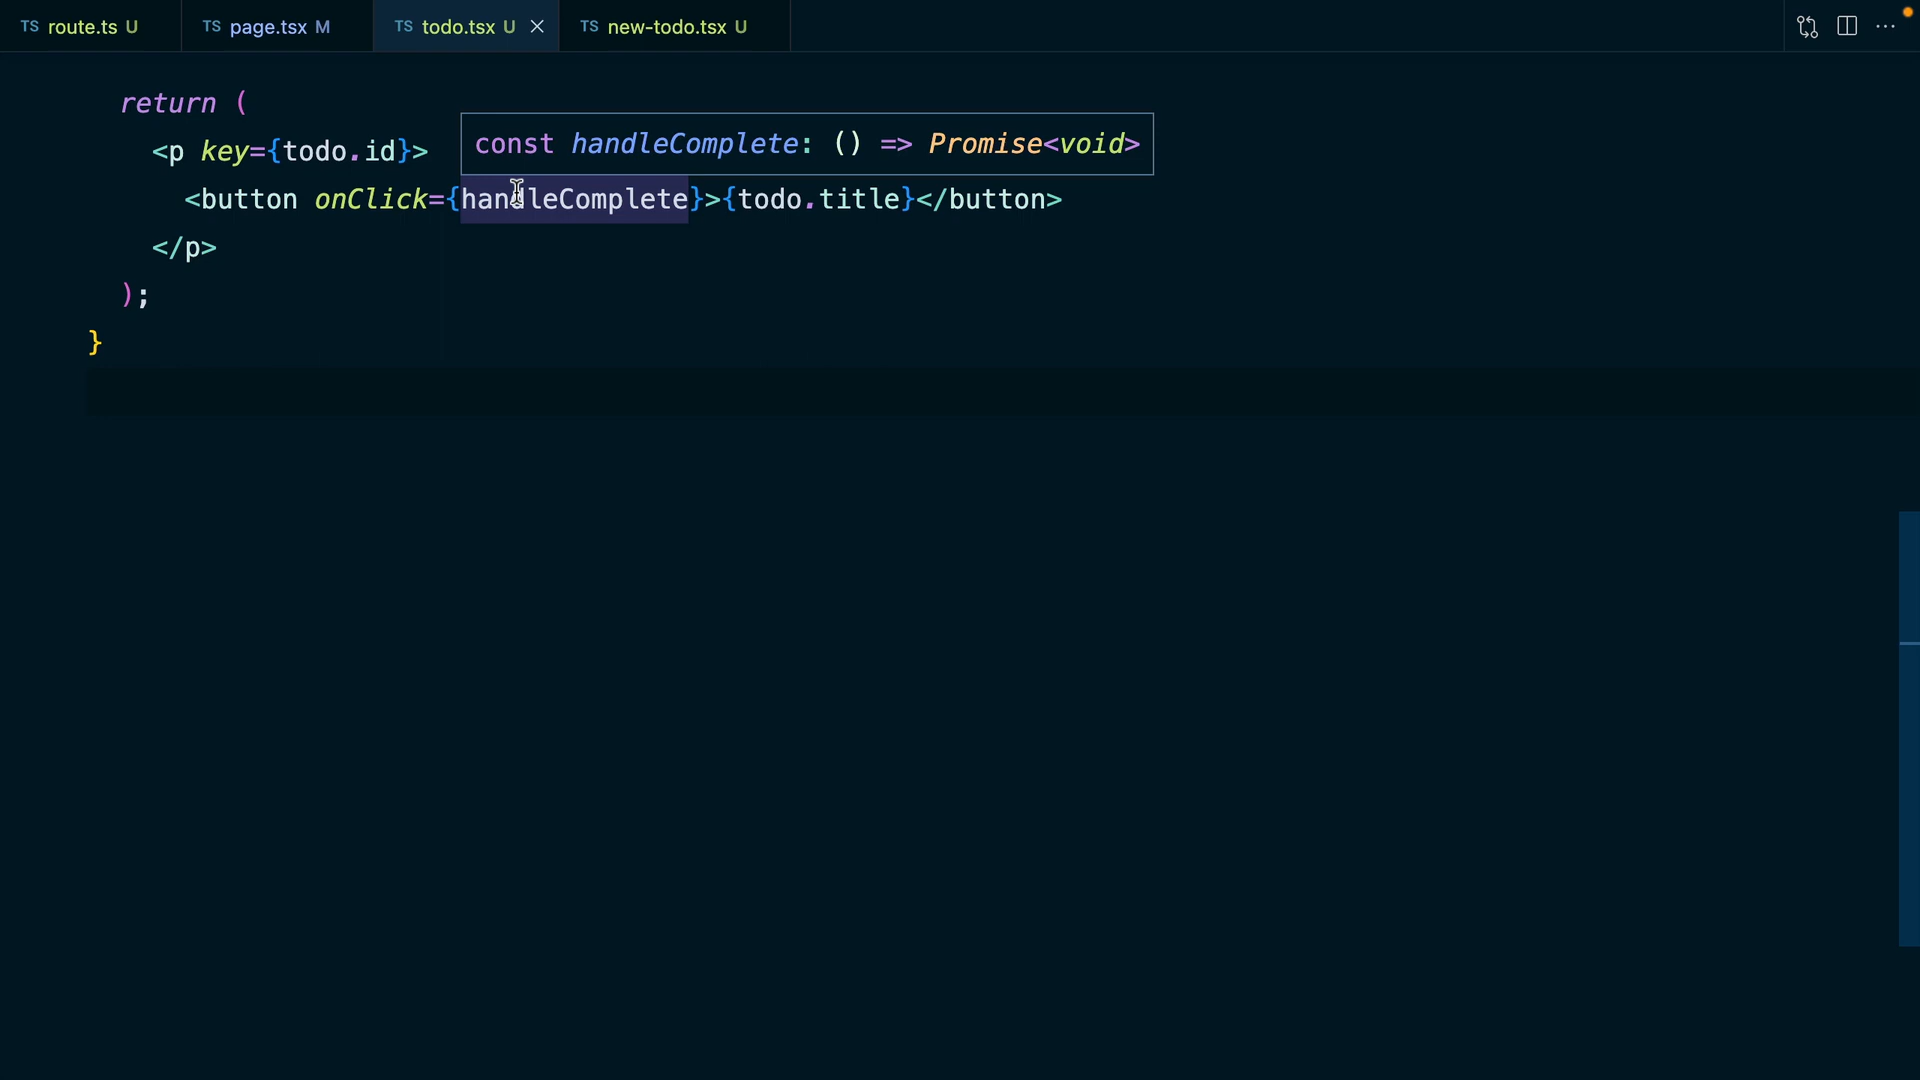 TS route.ts U TS page.tsx M TS todo.tsx U TS new-todo.tsx U
return (
const handleComplete: () => Promise<void>
<p key={todo.id}>
<button onClick={handleComplete}>{todo.title}</button>
</p>
);
}